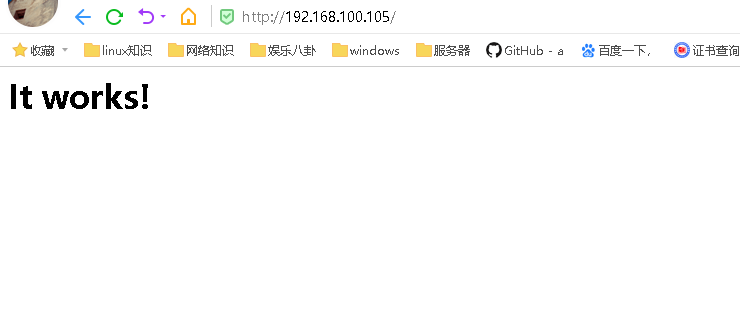 http://192.168.100.105/
收藏 linux知识 网络知识 娱乐八卦 windows 服务器 GitHub - a 百度一下, 证书查询
It works!